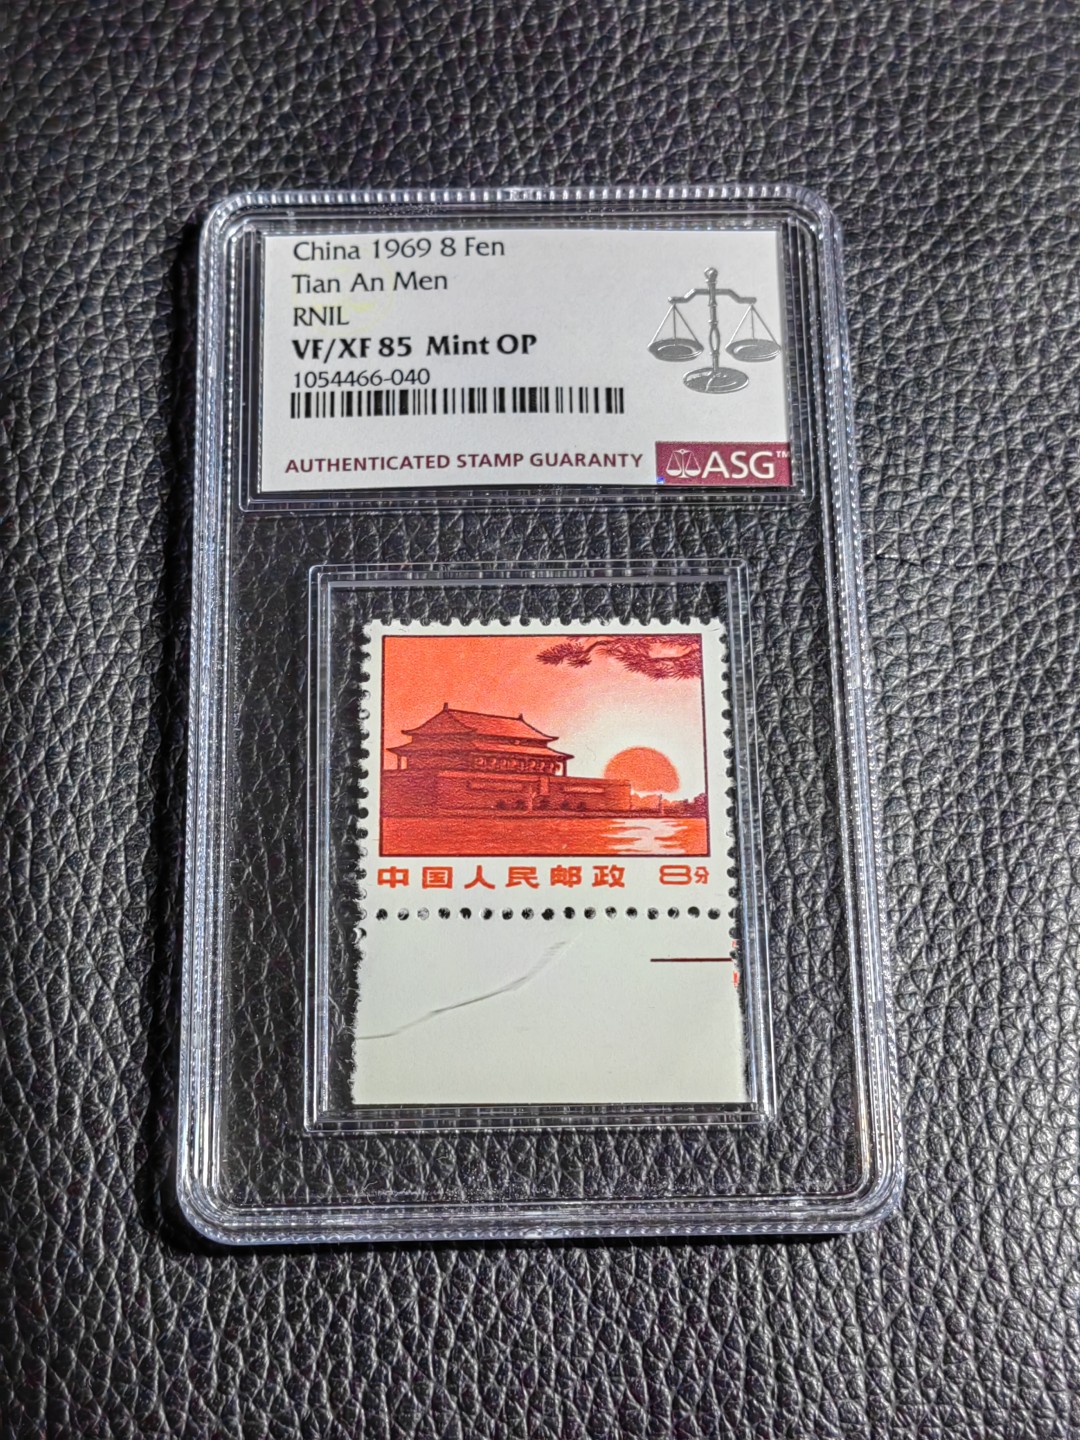 China 1969 8 Fen
Tian An Men
RNIL
VF/XF 85 Mint OP
1054466-040
AUTHENTICATED STAMP GUARANTY
ASG™
中国人民邮政 8分